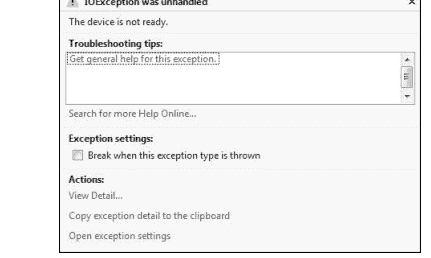 IOException was unhandled
The device is not ready.
Troubleshooting tips:
Get general help for this exception.
Search for more Help Online...
Exception settings:
Break when this exception type is thrown
Actions:
View Detail...
Copy exception detail to the clipboard
Open exception settings